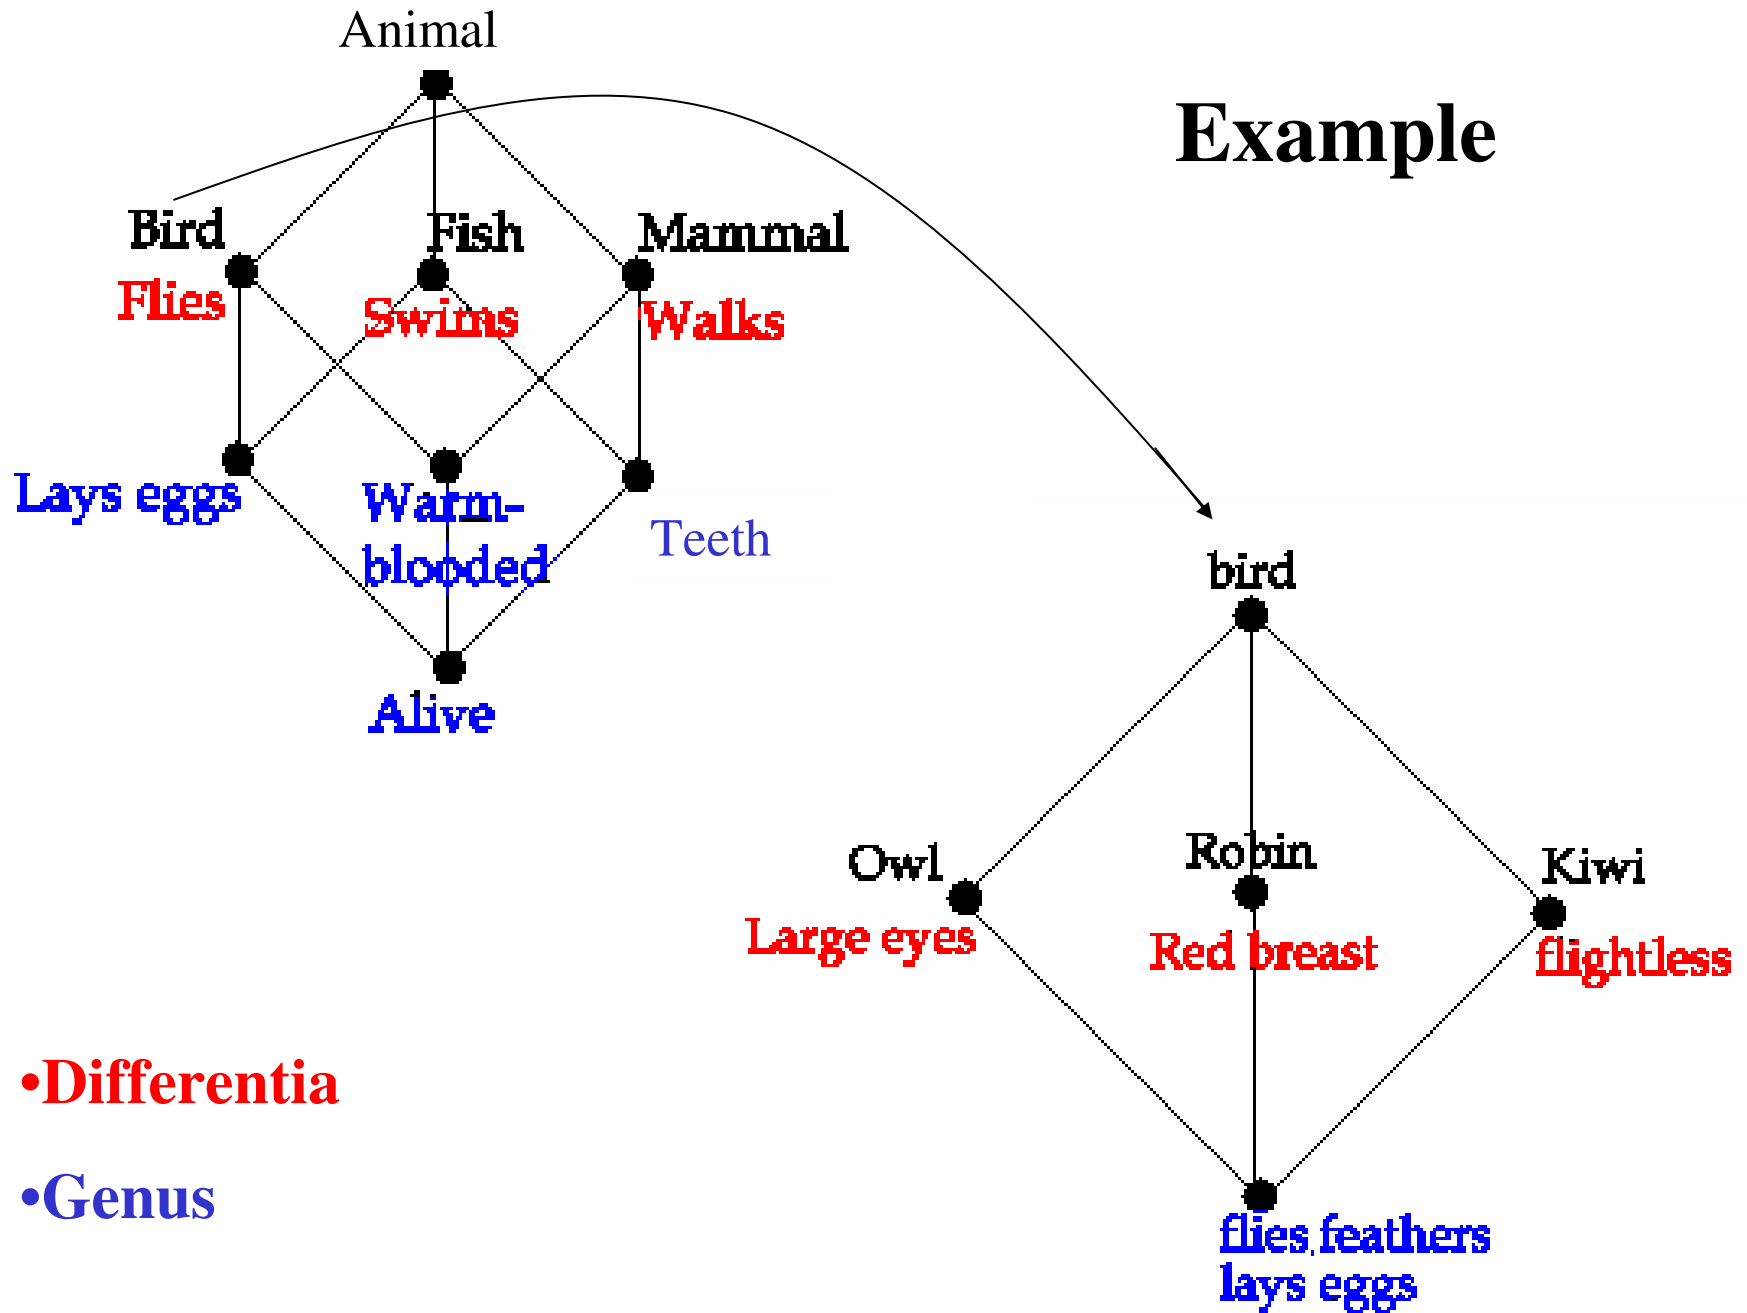 Animal
Example
Bird
Fish
Mammal
Flies
Swims
Walks
Lays eggs
Warm-
blooded
Teeth
Alive
bird
Owl
Robin
Kiwi
Large eyes
Red breast
flightless
•Differentia
•Genus
flies, feathers
lays eggs